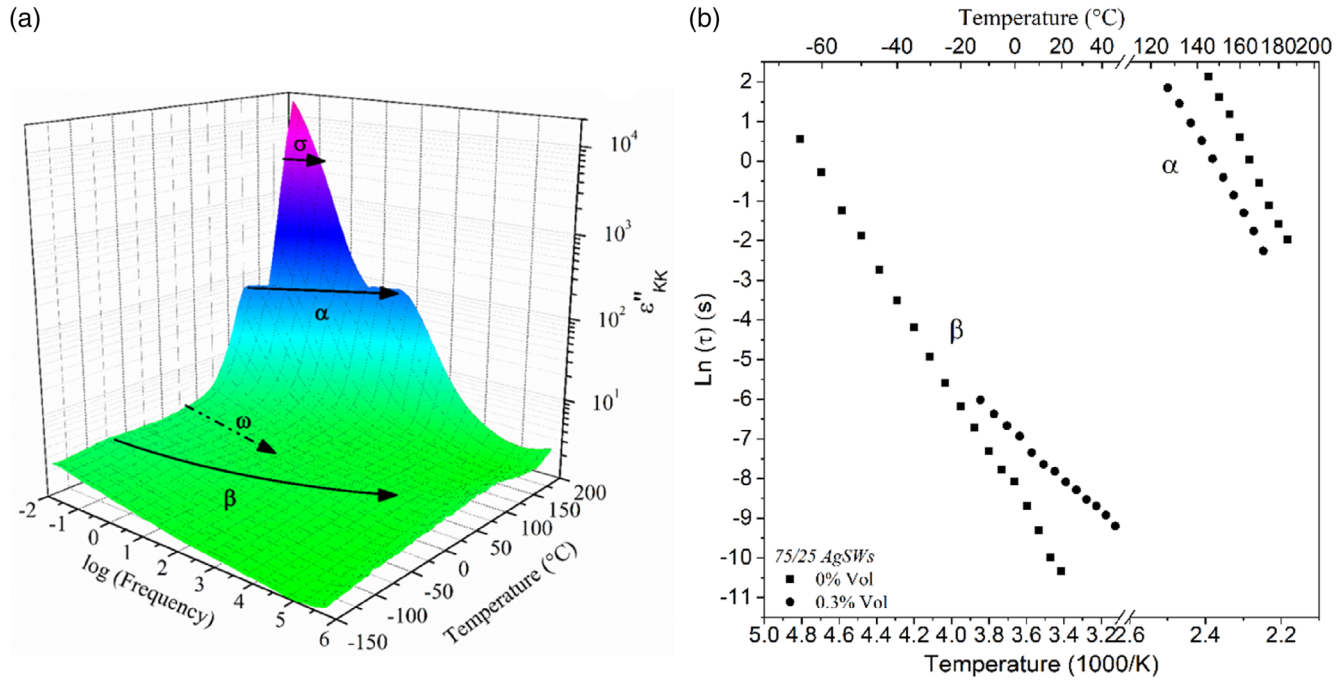 (a)
σ
α
ω
β
10⁴
10³
10²
10¹
ε''KK
-2
-1
0
1
2
3
4
5
6
log (Frequency)
-150
-100
-50
0
50
100
150
200
Temperature (°C)
(b)
Temperature (°C)
-60 -40 -20 0 20 40 120 140 160 180 200
2
1
0
-1
-2
-3
-4
-5
-6
-7
-8
-9
-10
-11
Ln (τ) (s)
α
β
75/25 AgSWs
0% Vol
0.3% Vol
5.0 4.8 4.6 4.4 4.2 4.0 3.8 3.6 3.4 3.2 2.6 2.4 2.2
Temperature (1000/K)